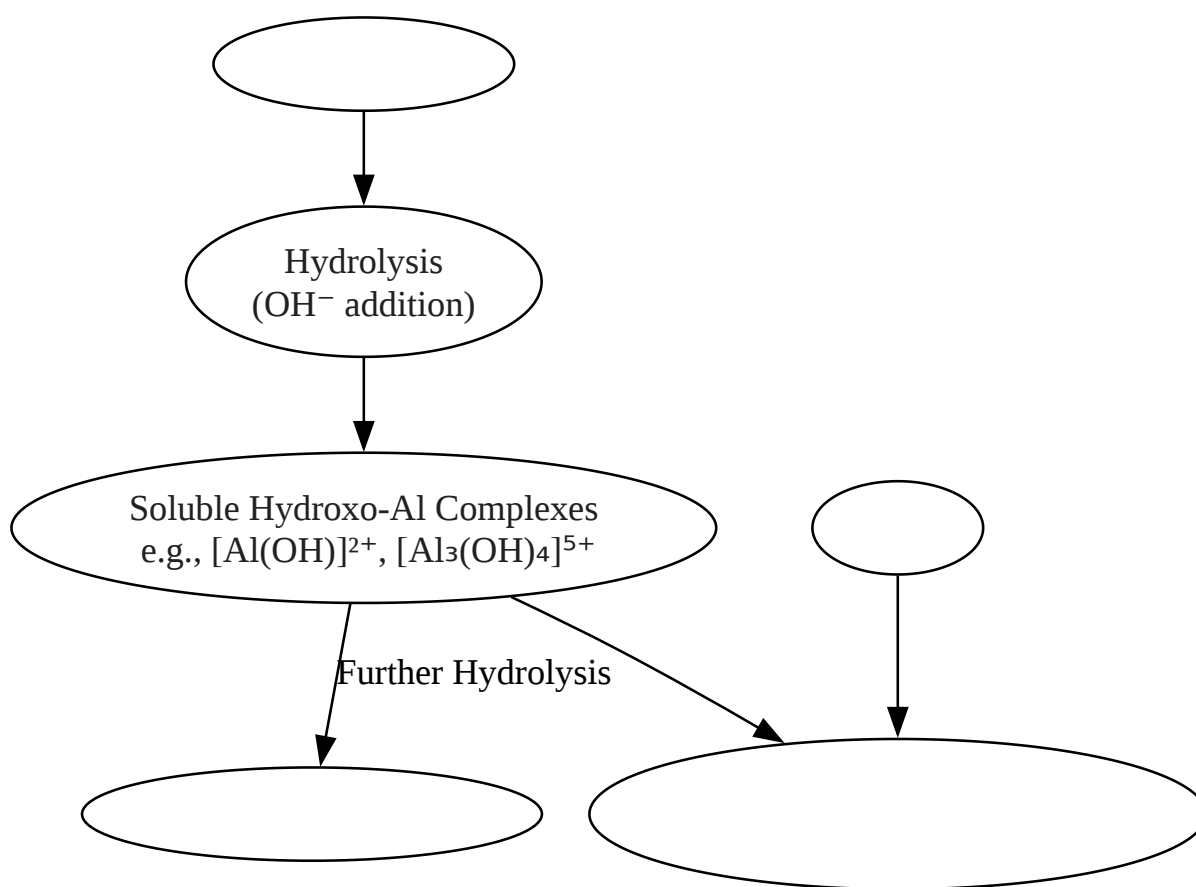 Hydrolysis
(OH⁻ addition)
Soluble Hydroxo-Al Complexes
e.g., [Al(OH)]²⁺, [Al₃(OH)₄]⁵⁺
Further Hydrolysis